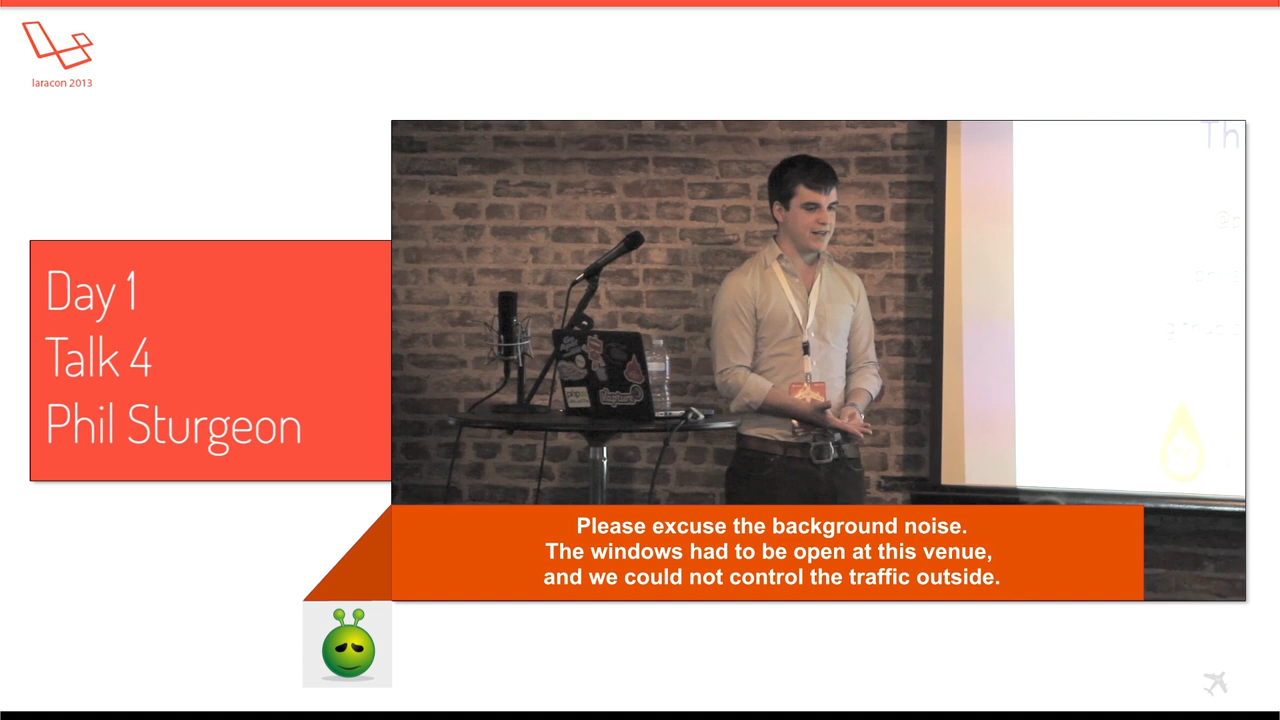 laracon 2013
Th
Day 1
Talk 4
Phil Sturgeon
Please excuse the background noise.
The windows had to be open at this venue,
and we could not control the traffic outside.